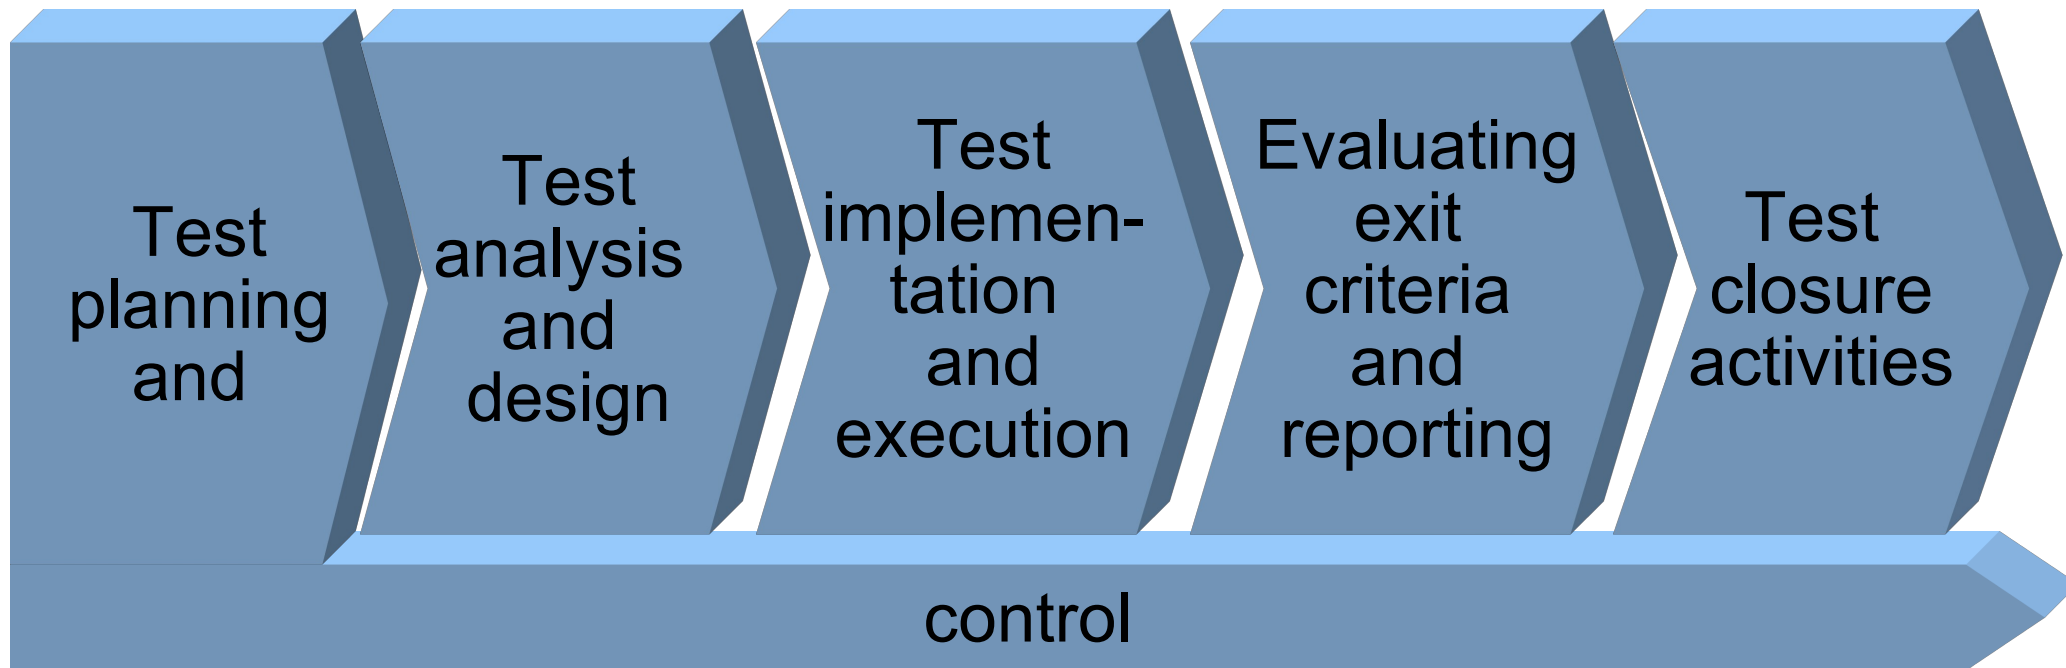 Test
planning
and
Test
analysis
and
design
Test
implemen-
tation
and
execution
Evaluating
exit
criteria
and
reporting
Test
closure
activities
control